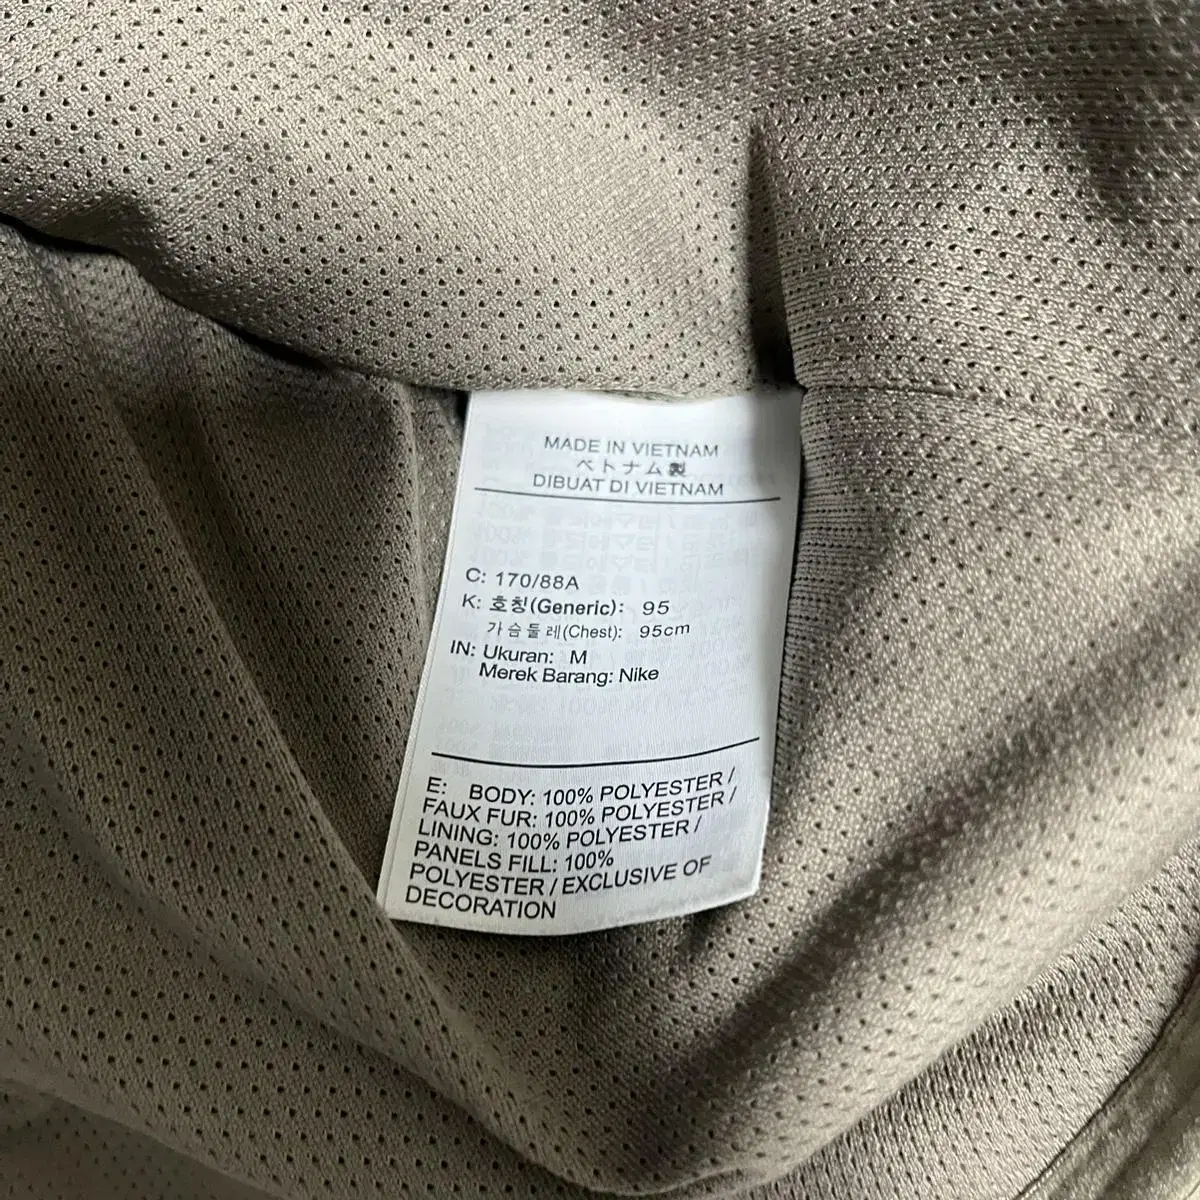 MADE IN VIETNAM
ベトナム製
DIBUAT DI VIETNAM
C: 170/88A
K: 호칭(Generic): 95
가슴둘레(Chest): 95cm
IN: Ukuran: M
Merek Barang: Nike
E: BODY: 100% POLYESTER /
FAUX FUR: 100% POLYESTER /
LINING: 100% POLYESTER /
PANELS FILL: 100%
POLYESTER / EXCLUSIVE OF
DECORATION